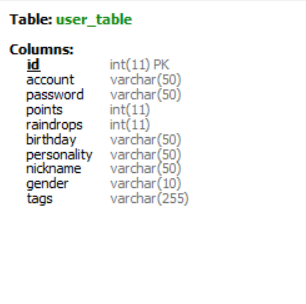 Table: user_table
Columns:
id int(11) PK
account varchar(50)
password varchar(50)
points int(11)
raindrops int(11)
birthday varchar(50)
personality varchar(50)
nickname varchar(50)
gender varchar(10)
tags varchar(255)